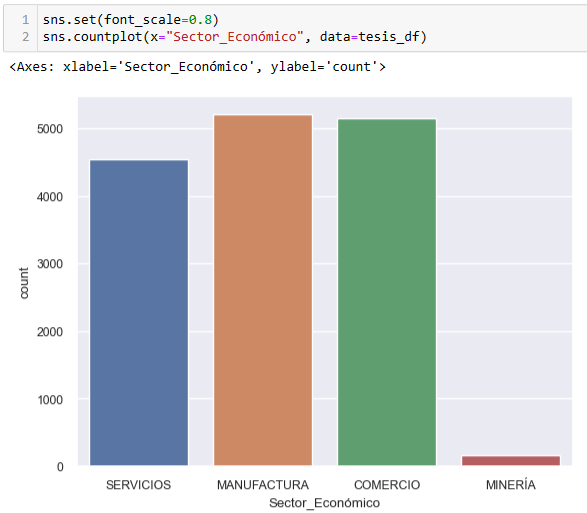 1 sns.set(font_scale=0.8)
2 sns.countplot(x="Sector_Económico", data=tesis_df)
<Axes: xlabel='Sector_Económico', ylabel='count'>
5000
4000
3000
2000
1000
0
count
SERVICIOS MANUFACTURA COMERCIO MINERÍA
Sector_Económico